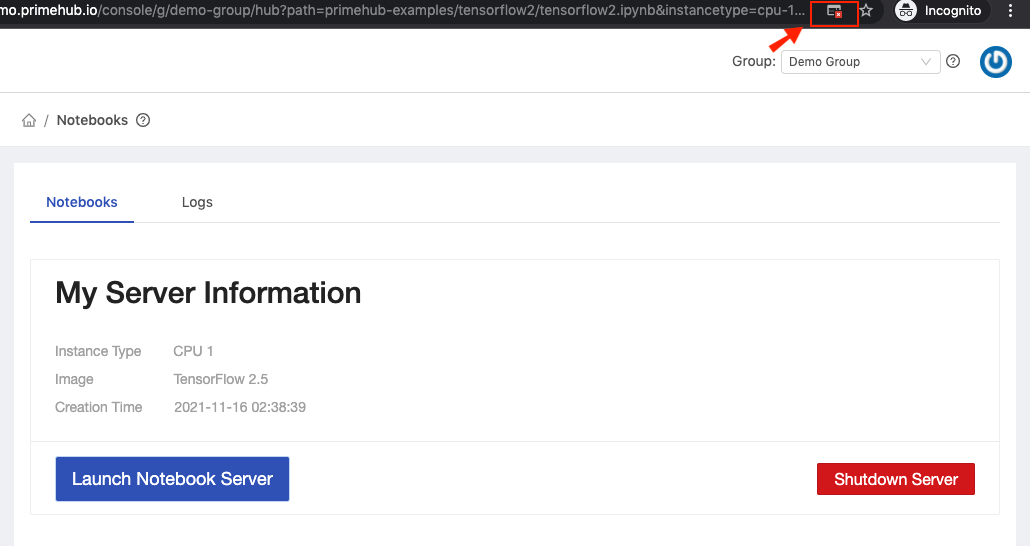 mo.primehub.io/console/g/demo-group/hub?path=primehub-examples/tensorflow2/tensorflow2.ipynb&instancetype=cpu-1... Incognito
Group: Demo Group
/ Notebooks
Notebooks Logs
My Server Information
Instance Type CPU 1
Image TensorFlow 2.5
Creation Time 2021-11-16 02:38:39
Launch Notebook Server Shutdown Server